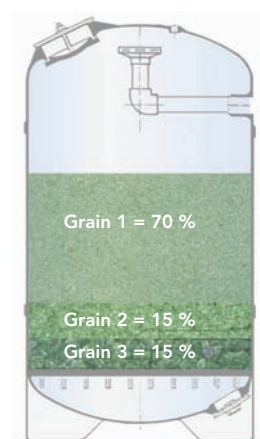 Grain 1 = 70 %
Grain 2 = 15 %
Grain 3 = 15 %